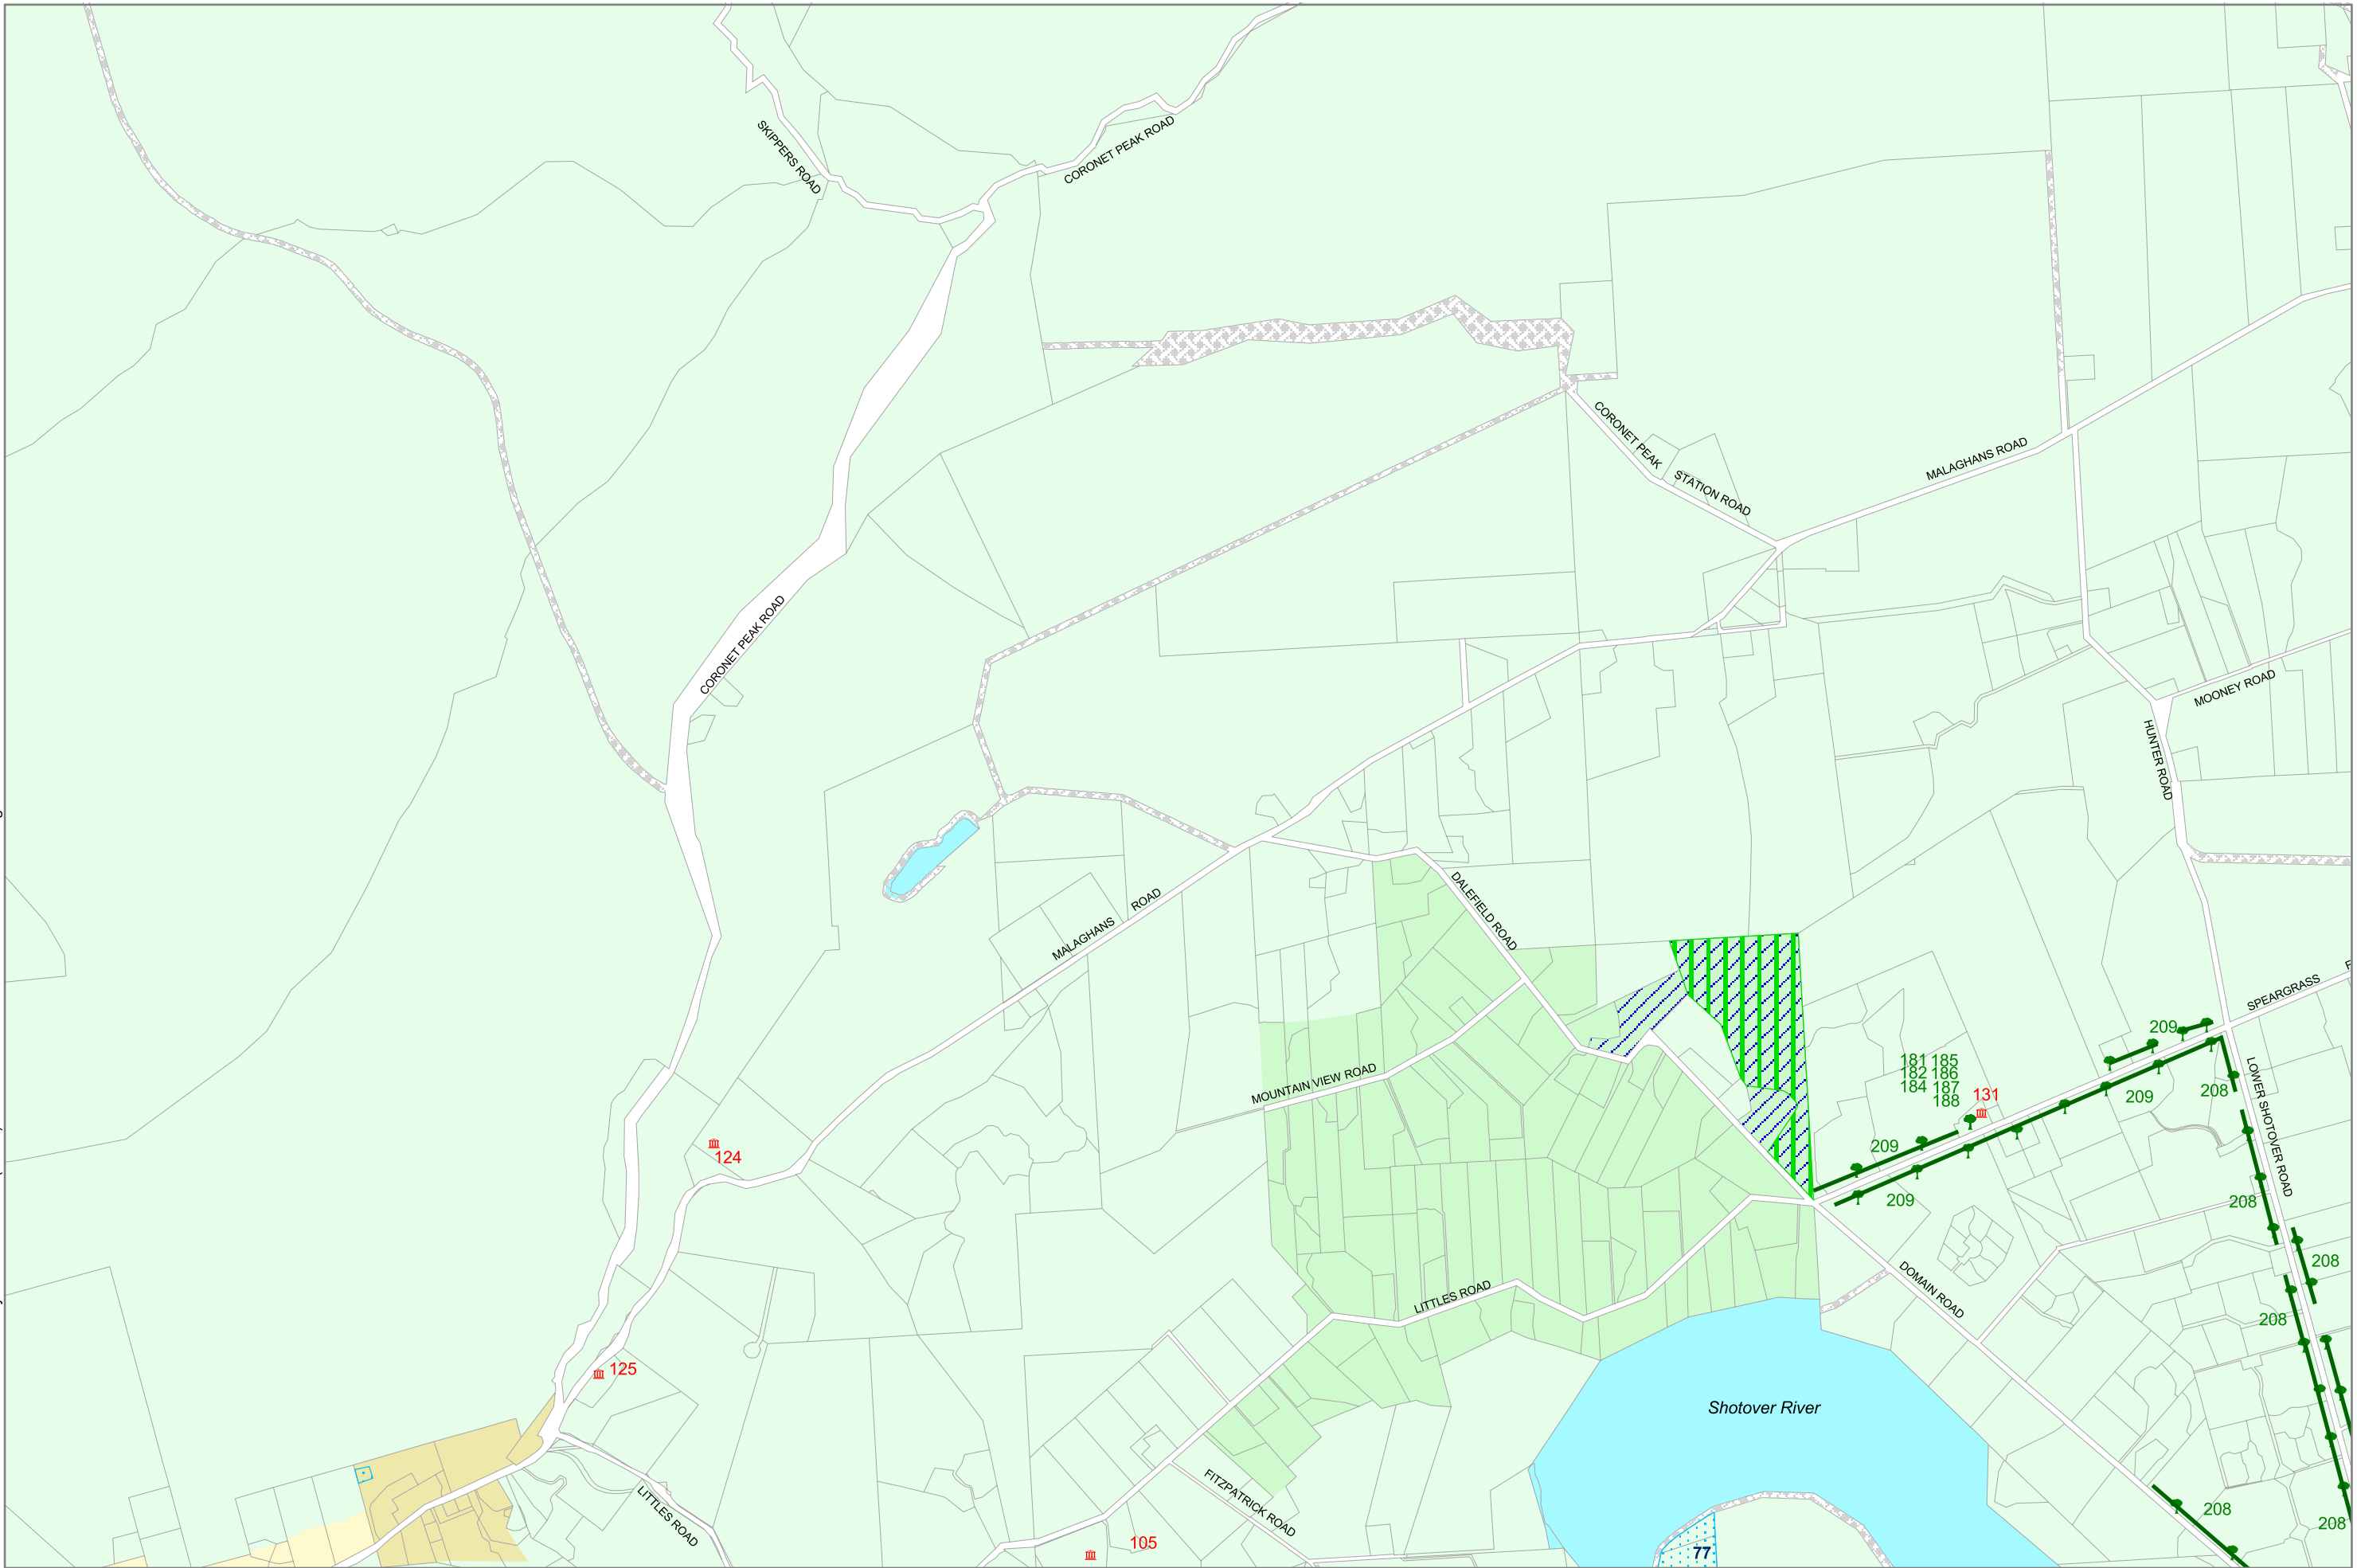 SKIPPERS ROAD
CORONET PEAK ROAD
CORONET PEAK
STATION ROAD
MALAGHANS ROAD
CORONET PEAK ROAD
MOONEY ROAD
HUNTER ROAD
MALAGHANS ROAD
DALEFIELD ROAD
SPEARGRASS
MOUNTAIN VIEW ROAD
209
181 185
182 186
184 187
188
131
209
208
LOWER SHOTOVER ROAD
124
209
209
208
208
DOMAIN ROAD
LITTLES ROAD
208
125
Shotover River
LITTLES ROAD
FITZPATRICK ROAD
105
77
208
208